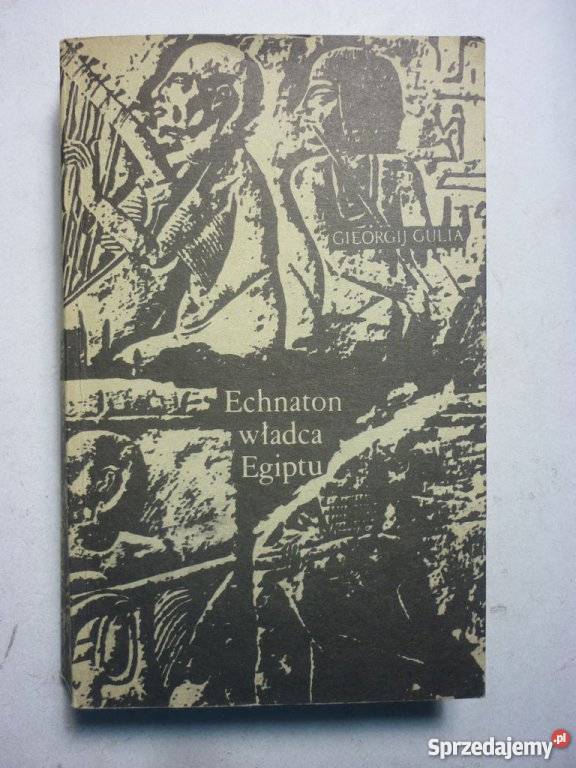 GIEORGIJ GULIA
Echnaton
władca
Egiptu
Sprzedajemy.pl